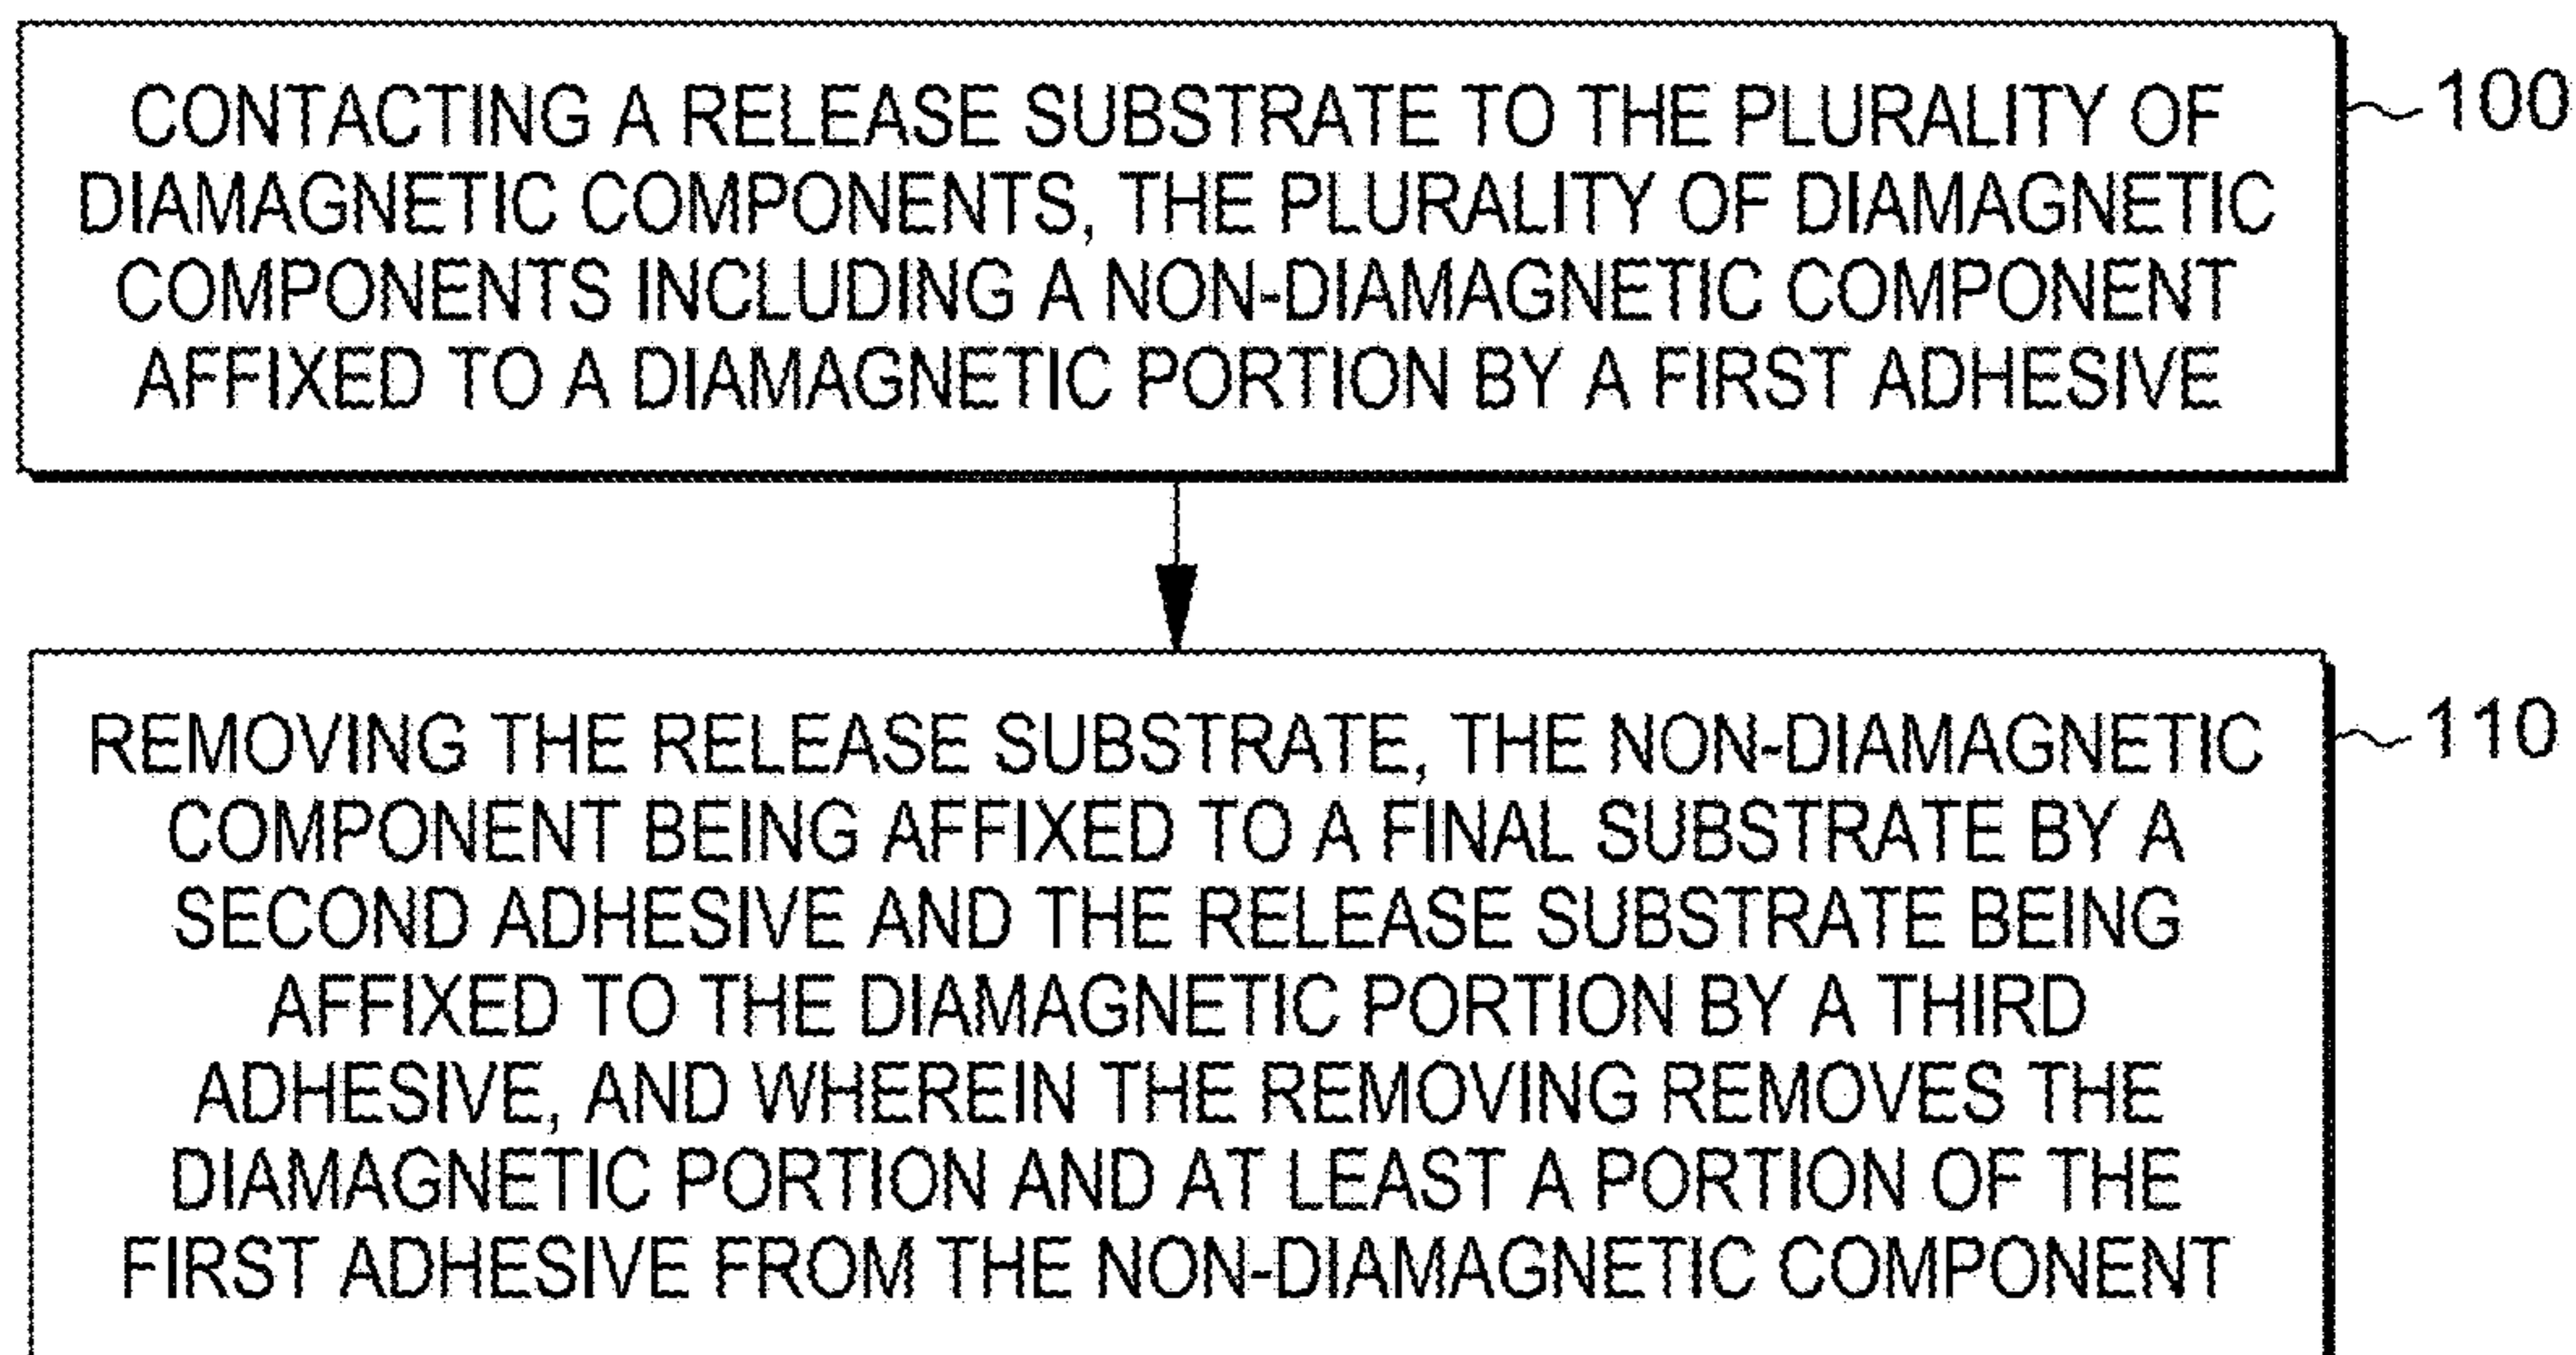 CONTACTING A RELEASE SUBSTRATE TO THE PLURALITY OF
DIAMAGNETIC COMPONENTS, THE PLURALITY OF DIAMAGNETIC
COMPONENTS INCLUDING A NON-DIAMAGNETIC COMPONENT
AFFIXED TO A DIAMAGNETIC PORTION BY A FIRST ADHESIVE
100
REMOVING THE RELEASE SUBSTRATE, THE NON-DIAMAGNETIC
COMPONENT BEING AFFIXED TO A FINAL SUBSTRATE BY A
SECOND ADHESIVE AND THE RELEASE SUBSTRATE BEING
AFFIXED TO THE DIAMAGNETIC PORTION BY A THIRD
ADHESIVE, AND WHEREIN THE REMOVING REMOVES THE
DIAMAGNETIC PORTION AND AT LEAST A PORTION OF THE
FIRST ADHESIVE FROM THE NON-DIAMAGNETIC COMPONENT
110